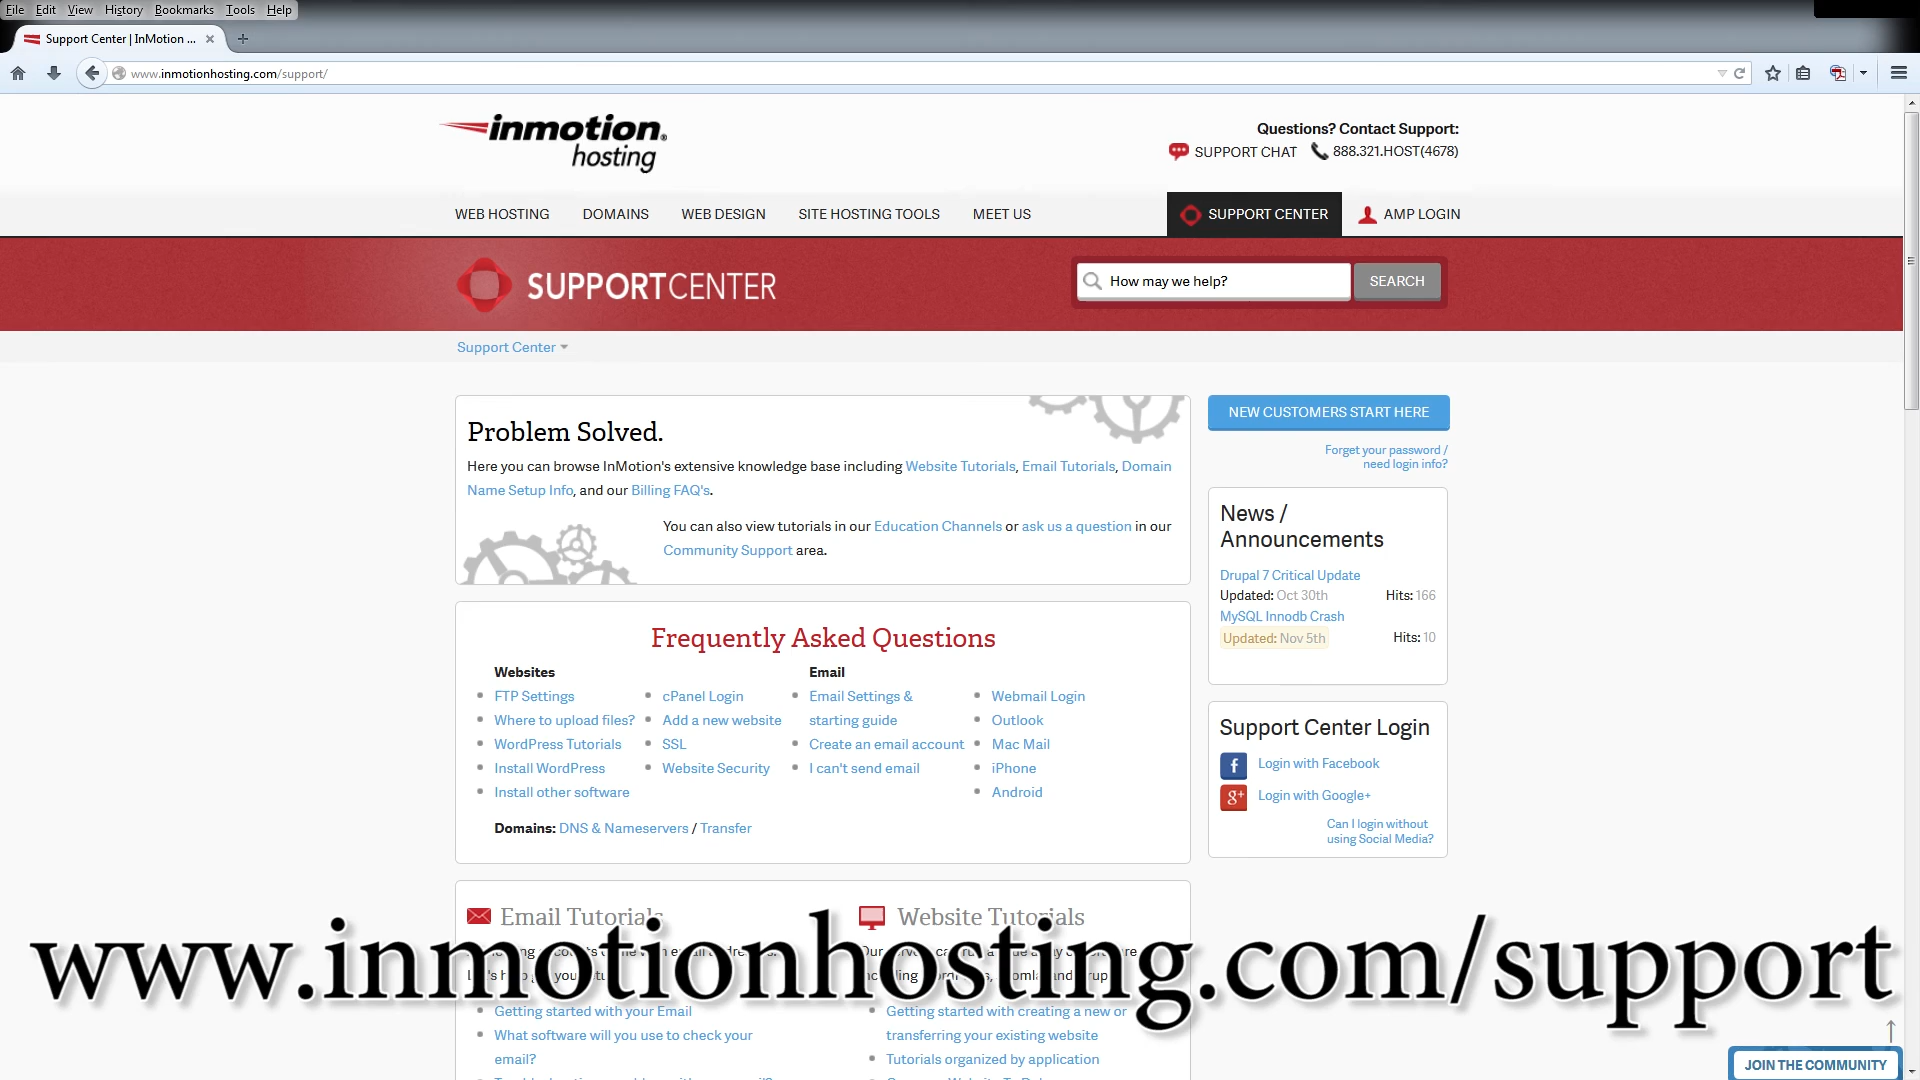 File Edit View History Bookmarks Tools Help
Support Center | InMotion ...
www.inmotionhosting.com/support/
inmotion®
hosting
Questions? Contact Support:
SUPPORT CHAT 888.321.HOST(4678)
WEB HOSTING DOMAINS WEB DESIGN SITE HOSTING TOOLS MEET US SUPPORT CENTER AMP LOGIN
SUPPORTCENTER
How may we help? SEARCH
Support Center
Problem Solved.
Here you can browse InMotion's extensive knowledge base including Website Tutorials, Email Tutorials, Domain
Name Setup Info, and our Billing FAQ's.
You can also view tutorials in our Education Channels or ask us a question in our
Community Support area.
NEW CUSTOMERS START HERE
Forget your password /
need login info?
News /
Announcements
Drupal 7 Critical Update
Updated: Oct 30th Hits: 166
MySQL Innodb Crash
Updated: Nov 5th Hits: 10
Frequently Asked Questions
Websites
FTP Settings
Where to upload files?
WordPress Tutorials
Install WordPress
Install other software
cPanel Login
Add a new website
SSL
Website Security
Email
Email Settings &
starting guide
Create an email account
I can't send email
Webmail Login
Outlook
Mac Mail
iPhone
Android
Domains: DNS & Nameservers / Transfer
Support Center Login
f Login with Facebook
g+ Login with Google+
Can I login without
using Social Media?
Email Tutorials
Getting started with your Email
What software will you use to check your
email?
Website Tutorials
Getting started with creating a new or
transferring your existing website
Tutorials organized by application
www.inmotionhosting.com/support
JOIN THE COMMUNITY